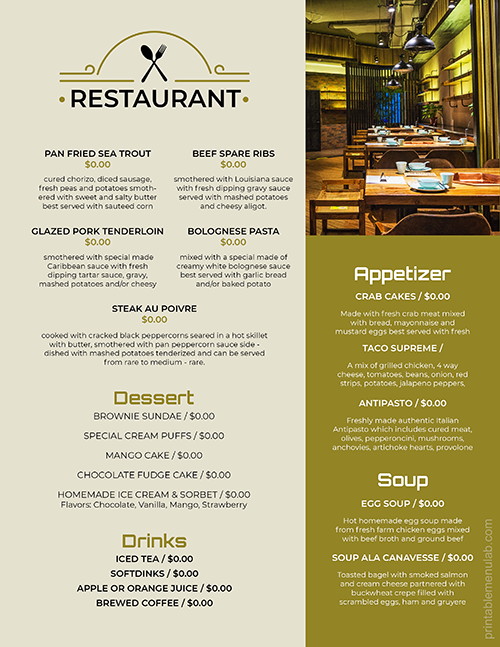 • RESTAURANT •
PAN FRIED SEA TROUT
$0.00
cured chorizo, diced sausage,
fresh peas and potatoes smoth-
ered with sweet and salty butter
best served with sauteed corn
BEEF SPARE RIBS
$0.00
smothered with Louisiana sauce
with fresh dipping gravy sauce
served with mashed potatoes
and cheesy aligot.
GLAZED PORK TENDERLOIN
$0.00
smothered with special made
Caribbean sauce with fresh
dipping tartar sauce, gravy,
mashed potatoes and/or cheesy
BOLOGNESE PASTA
$0.00
mixed with a special made of
creamy white bolognese sauce
best served with garlic bread
and/or baked potato
STEAK AU POIVRE
$0.00
cooked with cracked black peppercorns seared in a hot skillet
with butter, smothered with pan peppercorn sauce side -
dished with mashed potatoes tenderized and can be served
from rare to medium - rare.
Dessert
BROWNIE SUNDAE / $0.00
SPECIAL CREAM PUFFS / $0.00
MANGO CAKE / $0.00
CHOCOLATE FUDGE CAKE / $0.00
HOMEMADE ICE CREAM & SORBET / $0.00
Flavors: Chocolate, Vanilla, Mango, Strawberry
Drinks
ICED TEA / $0.00
SOFTDINKS / $0.00
APPLE OR ORANGE JUICE / $0.00
BREWED COFFEE / $0.00
Appetizer
CRAB CAKES / $0.00
Made with fresh crab meat mixed
with bread, mayonnaise and
mustard eggs best served with fresh
TACO SUPREME /
A mix of grilled chicken, 4 way
cheese, tomatoes, beans, onion, red
strips, potatoes, jalapeno peppers,
ANTIPASTO / $0.00
Freshly made authentic Italian
Antipasto which includes cured meat,
olives, pepperoncini, mushrooms,
anchovies, artichoke hearts, provolone
Soup
EGG SOUP / $0.00
Hot homemade egg soup made
from fresh farm chicken eggs mixed
with beef broth and ground beef
SOUP ALA CANAVESSE / $0.00
Toasted bagel with smoked salmon
and cream cheese partnered with
buckwheat crepe filled with
scrambled eggs, ham and gruyere
printablemenulab.com